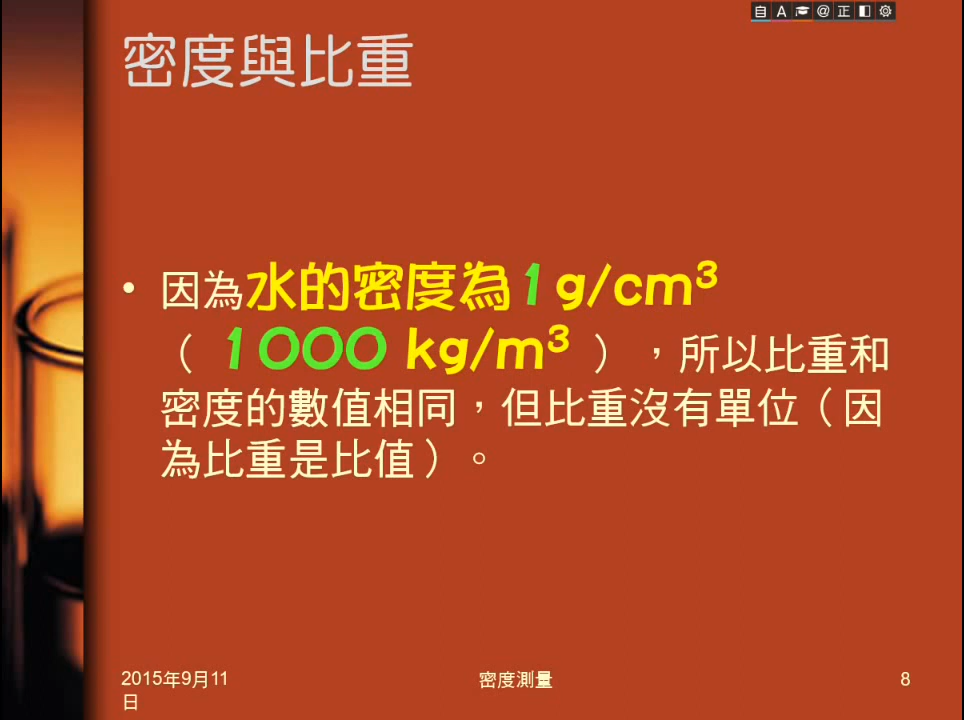 自 A @ 正
密度與比重
• 因為水的密度為1 g/cm³
（ 1000 kg/m³ ），所以比重和
密度的數值相同，但比重沒有單位（因
為比重是比值）。
2015年9月11
日
密度測量
8